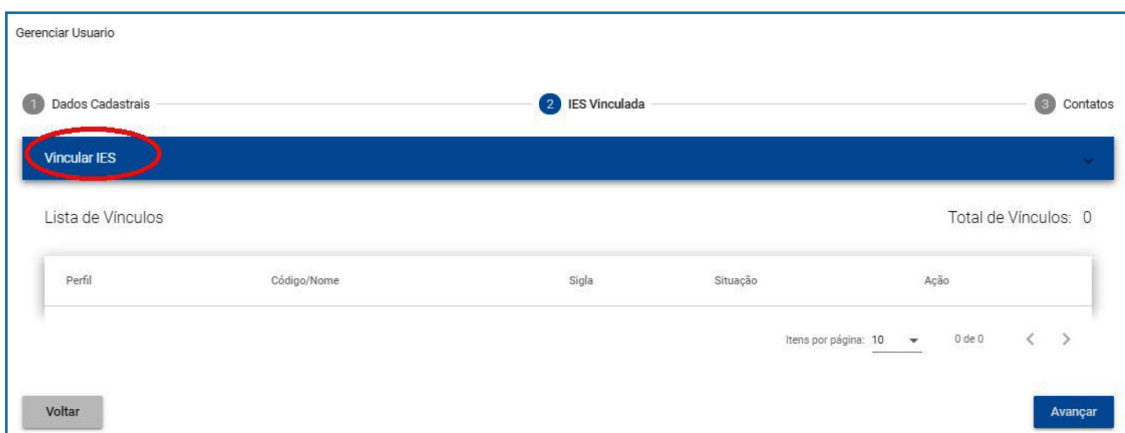 Gerenciar Usuario
1 Dados Cadastrais 2 IES Vinculada 3 Contatos
Vincular IES
Lista de Vínculos Total de Vínculos: 0
Perfil Código/Nome Sigla Situação Ação
Itens por página: 10 0 de 0
Voltar Avançar